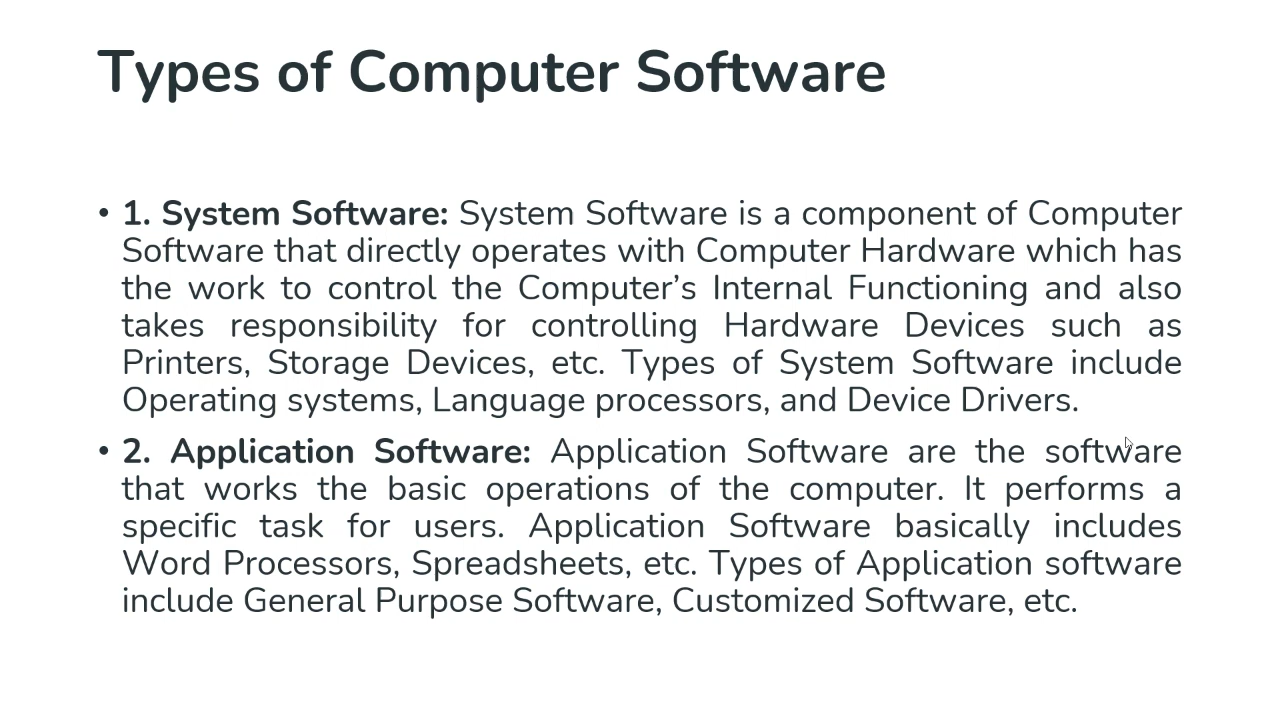 Types of Computer Software
• 1. System Software: System Software is a component of Computer
Software that directly operates with Computer Hardware which has
the work to control the Computer’s Internal Functioning and also
takes responsibility for controlling Hardware Devices such as
Printers, Storage Devices, etc. Types of System Software include
Operating systems, Language processors, and Device Drivers.
• 2. Application Software: Application Software are the software
that works the basic operations of the computer. It performs a
specific task for users. Application Software basically includes
Word Processors, Spreadsheets, etc. Types of Application software
include General Purpose Software, Customized Software, etc.